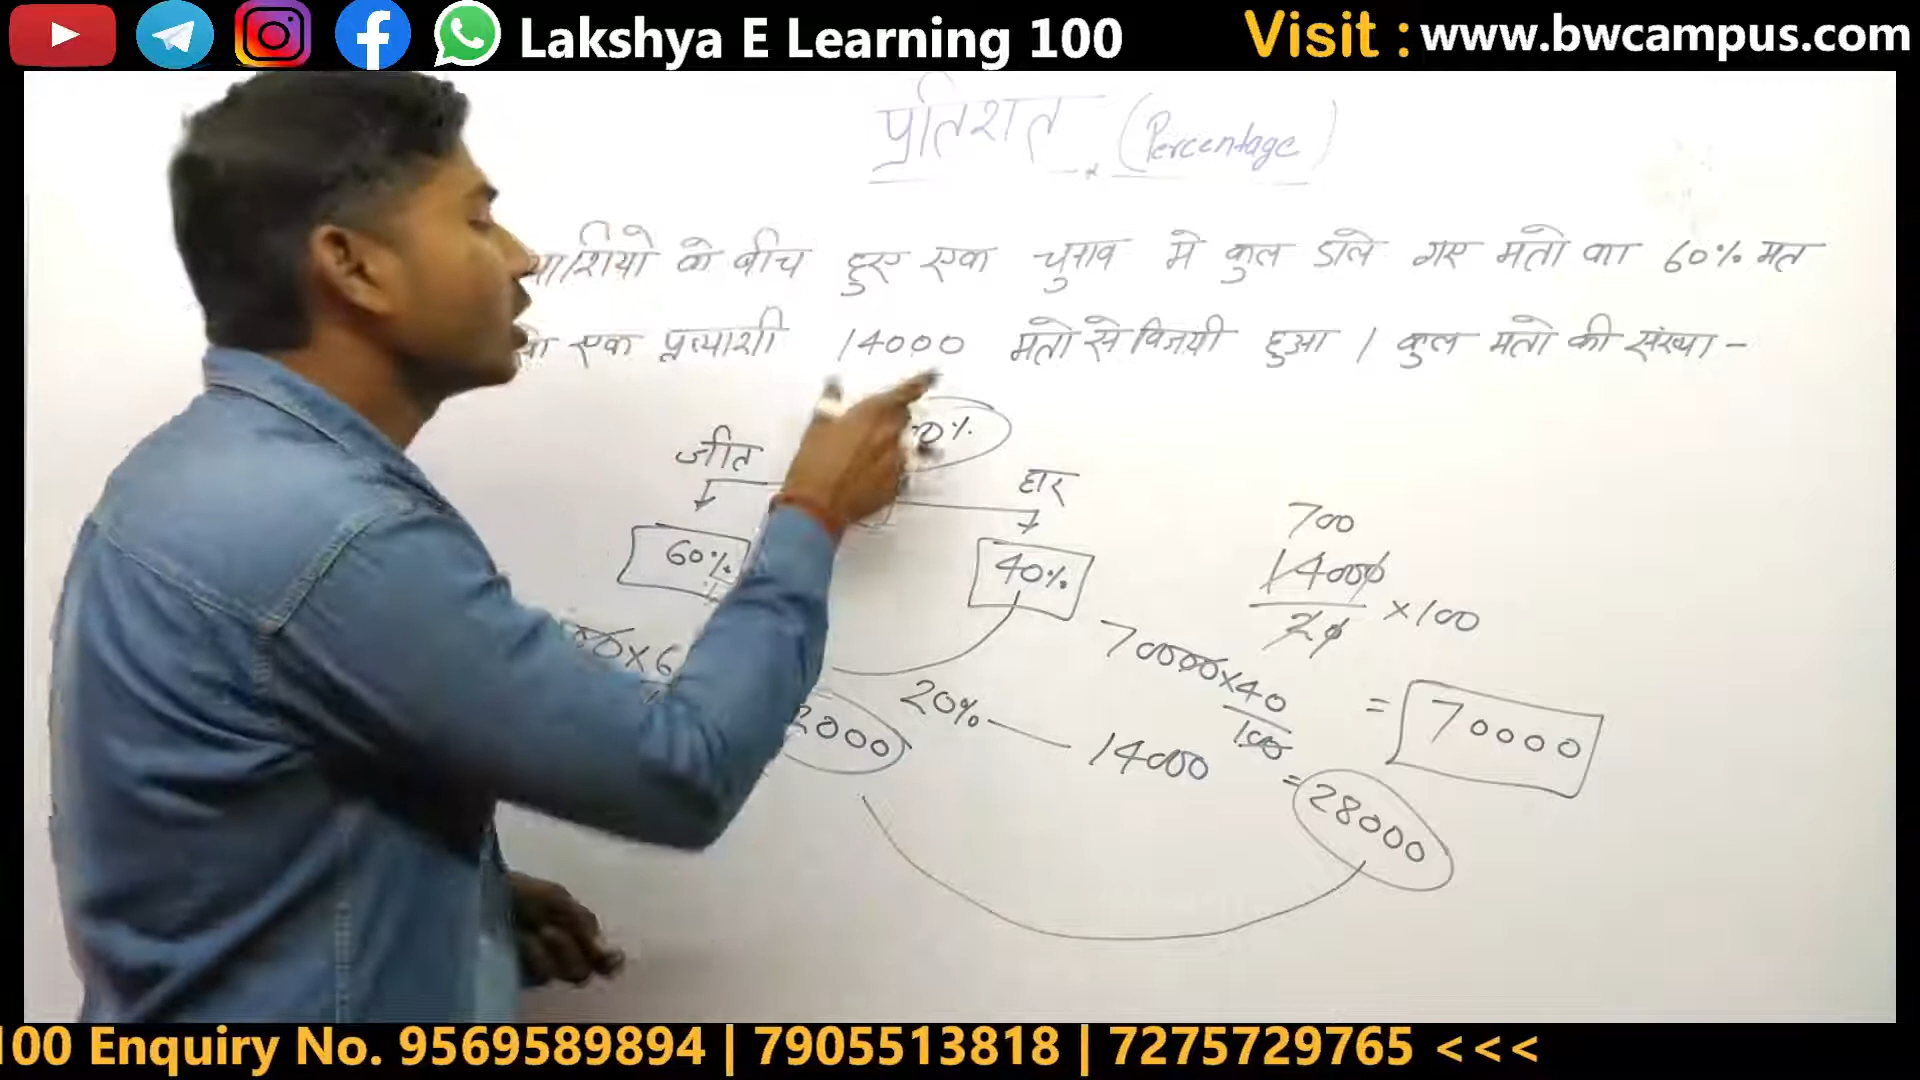 Lakshya E Learning 100
Visit : www.bwcampus.com
प्रतिशत (Percentage)
के बीच हुए एक चुनाव मे कुल डाले गए मतो का 60% मत
एक प्रत्याशी 14000 मतो से विजयी हुआ । कुल मतो की संख्या -
जीत
हार
60%
40%
700
14000
20 × 100
70000×40
100
= 70000
20% — 14000
= 28000
100 Enquiry No. 9569589894 | 7905513818 | 7275729765 <<<